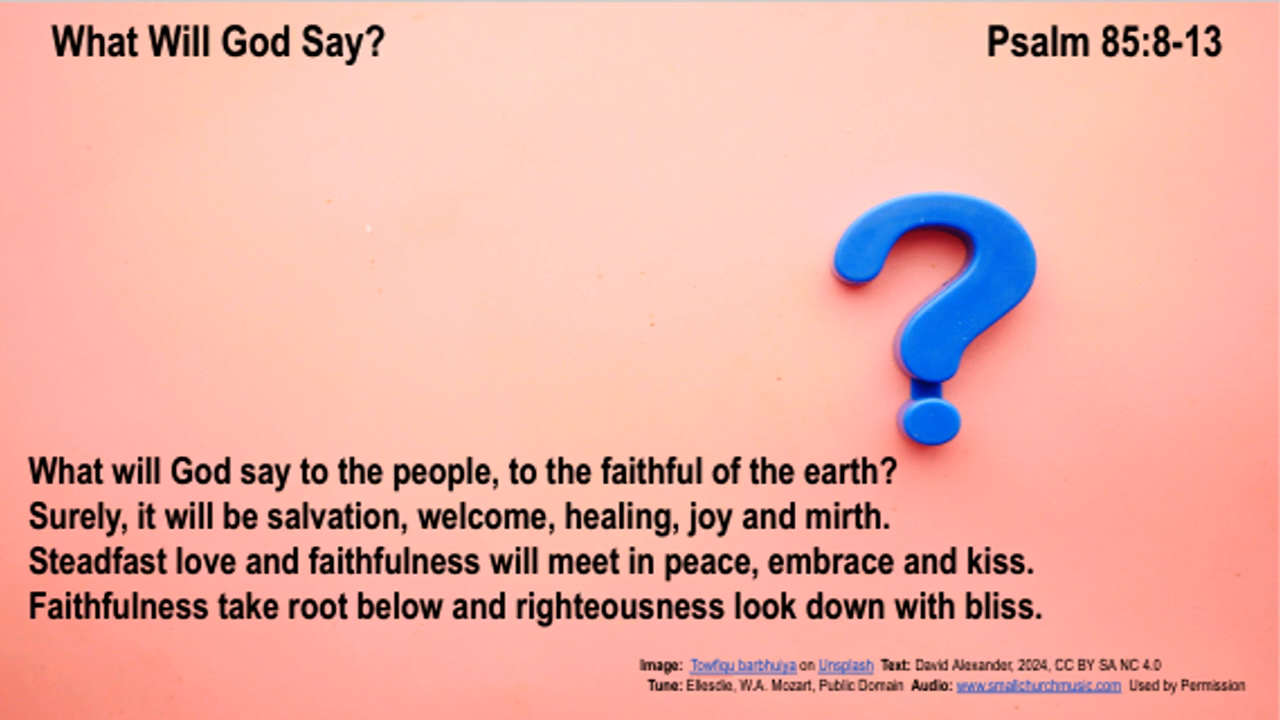 What Will God Say? Psalm 85:8-13
What will God say to the people, to the faithful of the earth?
Surely, it will be salvation, welcome, healing, joy and mirth.
Steadfast love and faithfulness will meet in peace, embrace and kiss.
Faithfulness take root below and righteousness look down with bliss.
Image: Towfiqu barbhuiya on Unsplash Text: David Alexander, 2024, CC BY SA NC 4.0
Tune: Ellesdie, W.A. Mozart, Public Domain Audio: www.smallchurchmusic.com Used by Permission